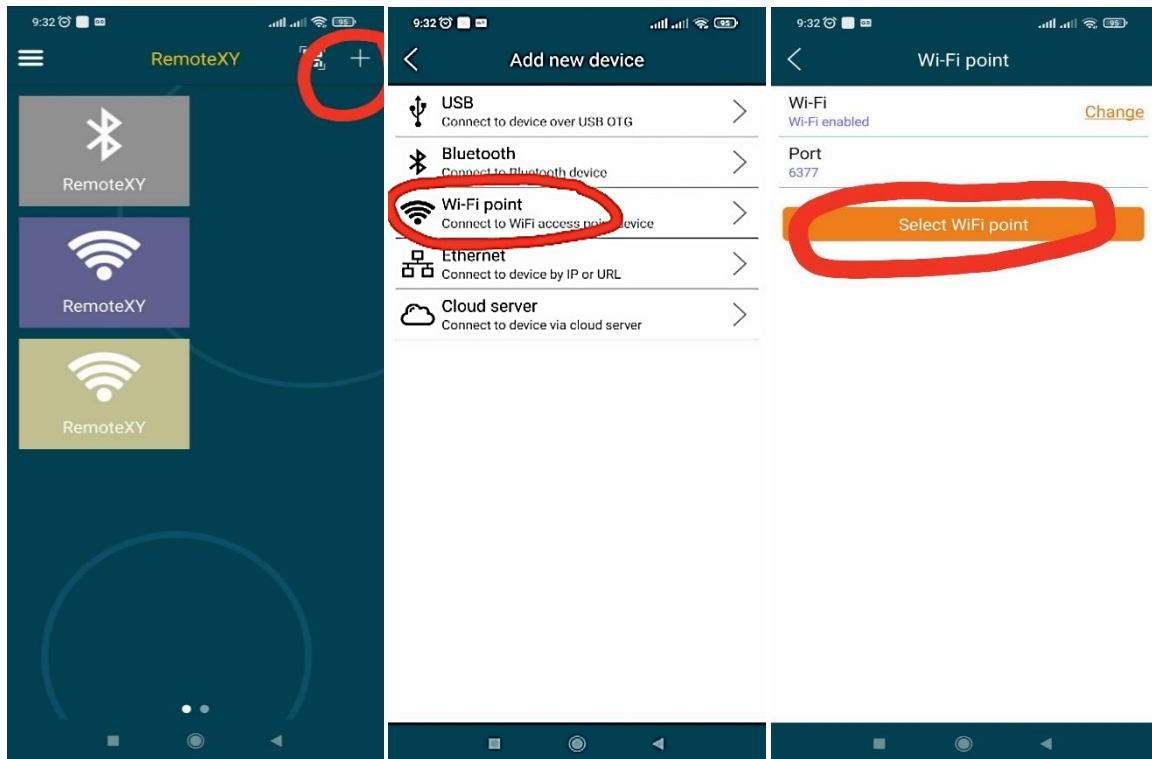 9:32
95
RemoteXY
RemoteXY
RemoteXY
RemoteXY
9:32
95
Add new device
USB
Connect to device over USB OTG
Bluetooth
Connect to Bluetooth device
Wi-Fi point
Connect to WiFi access point device
Ethernet
Connect to device by IP or URL
Cloud server
Connect to device via cloud server
9:32
95
Wi-Fi point
Wi-Fi
Wi-Fi enabled
Change
Port
6377
Select WiFi point